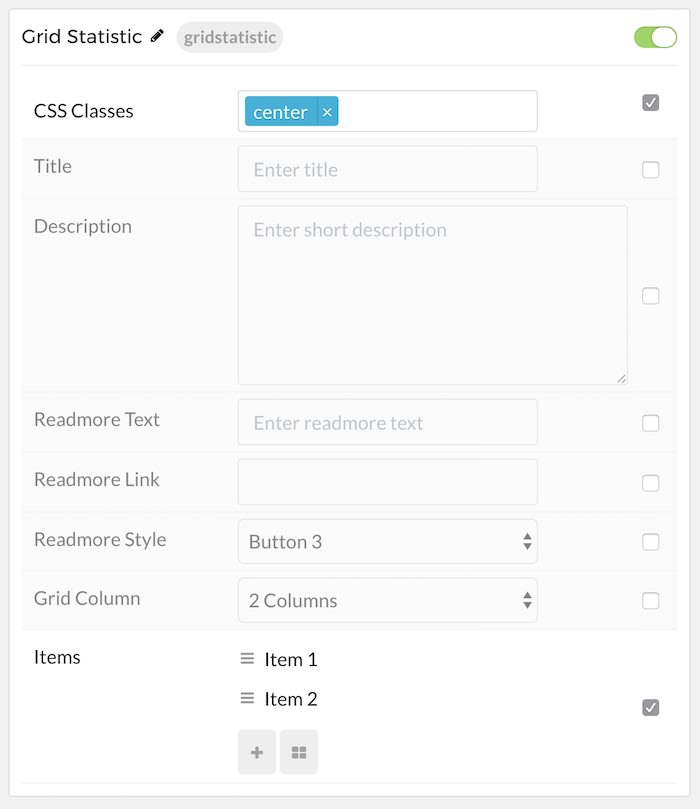 Grid Statistic gridstatistic
CSS Classes center ×
Title Enter title
Description Enter short description
Readmore Text Enter readmore text
Readmore Link
Readmore Style Button 3
Grid Column 2 Columns
Items Item 1
Item 2